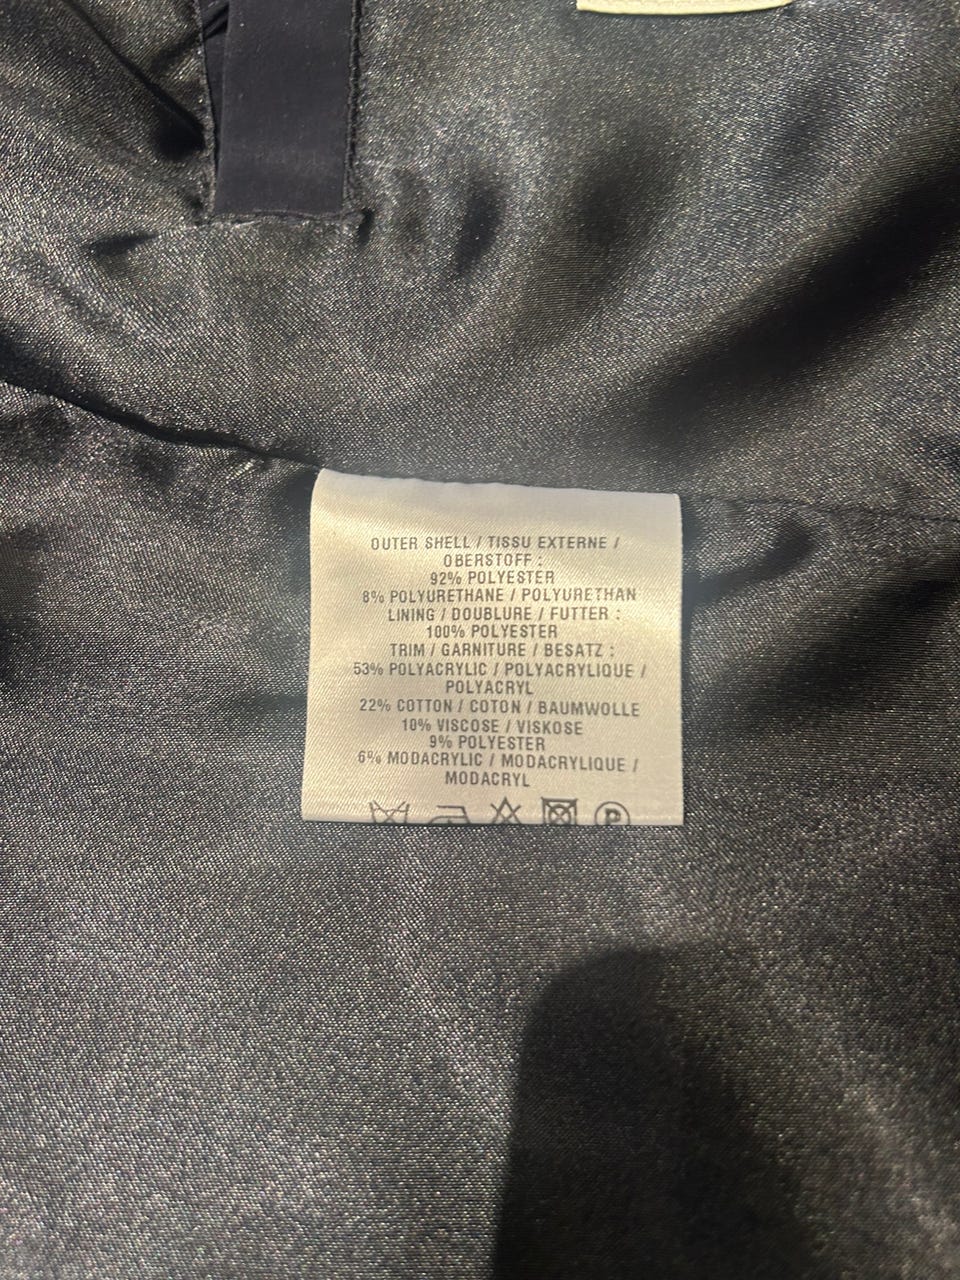 OUTER SHELL / TISSU EXTERNE /
OBERSTOFF :
92% POLYESTER
8% POLYURETHANE / POLYURETHAN
LINING / DOUBLURE / FUTTER :
100% POLYESTER
TRIM / GARNITURE / BESATZ :
53% POLYACRYLIC / POLYACRYLIQUE /
POLYACRYL
22% COTTON / COTON / BAUMWOLLE
10% VISCOSE / VISKOSE
9% POLYESTER
6% MODACRYLIC / MODACRYLIQUE /
MODACRYL
P